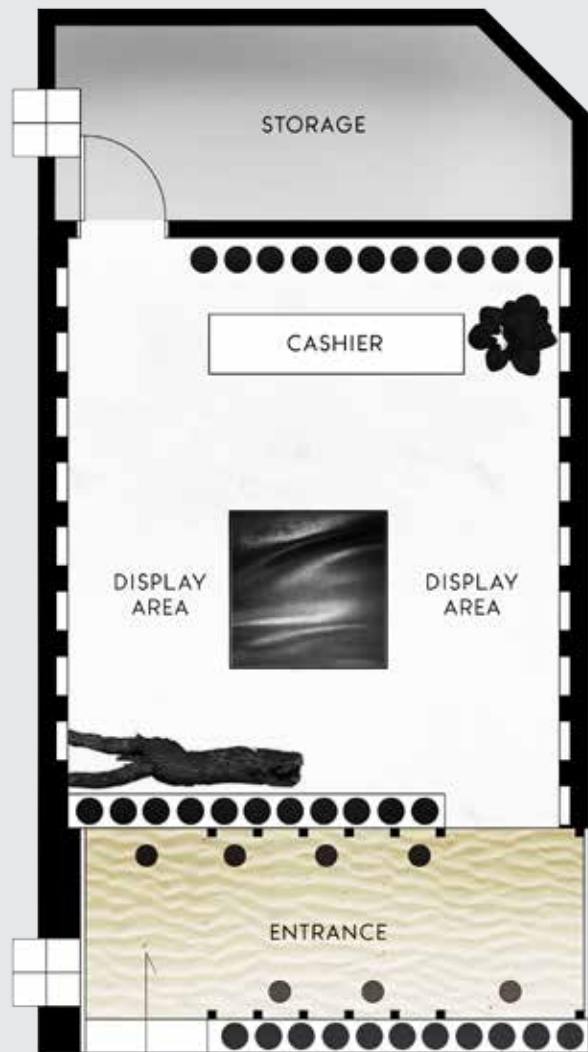 STORAGE
CASHIER
DISPLAY
AREA
DISPLAY
AREA
ENTRANCE